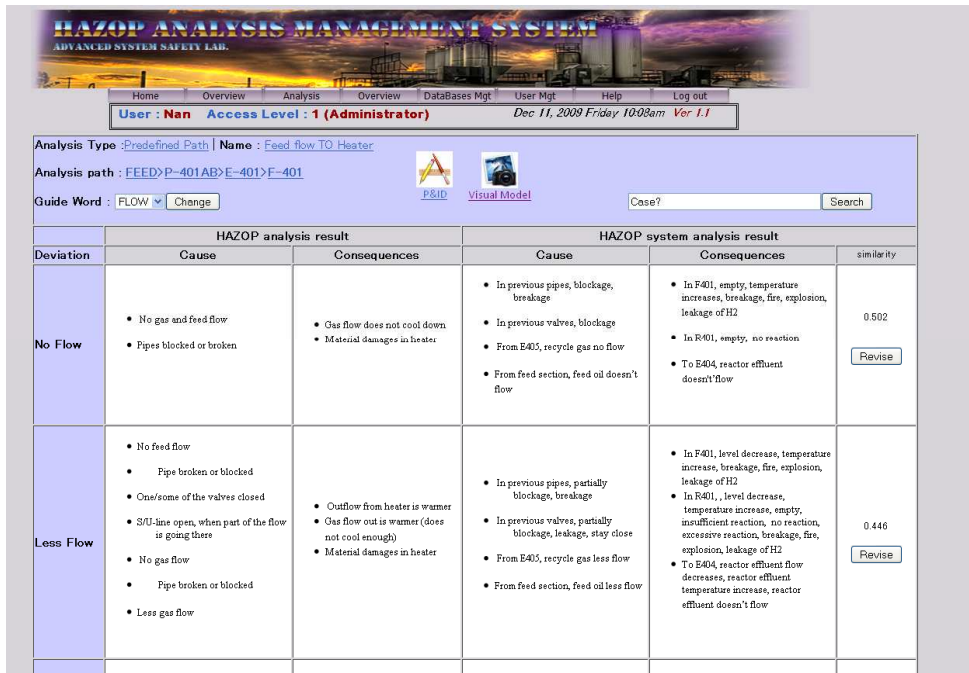 HAZOP ANALYSIS MANAGEMENT SYSTEM
ADVANCED SYSTEM SAFETY LAB.
Home Overview Analysis Overview DataBases Mgt User Mgt Help Log out
User : Nan Access Level : 1 (Administrator) Dec 11, 2009 Friday 10:08am Ver 1.1
Analysis Type :Predefined Path | Name : Feed flow TO Heater
Analysis path : FEED>P-401AB>E-401>F-401
P&ID Visual Model
Guide Word : FLOW Change Case? Search
HAZOP analysis result HAZOP system analysis result
Deviation Cause Consequences Cause Consequences similarity
No Flow
• No gas and feed flow
• Pipes blocked or broken
• Gas flow does not cool down
• Material damages in heater
• In previous pipes, blockage,
breakage
• In previous valves, blockage
• From E405, recycle gas no flow
• From feed section, feed oil doesn't
flow
• In F401, empty, temperature
increases, breakage, fire, explosion,
leakage of H2
• In R401, empty, no reaction
• To E404, reactor effluent
doesn't'flow
0.502
Revise
Less Flow
• No feed flow
• Pipe broken or blocked
• One/some of the valves closed
• S/U-line open, when part of the flow
is going there
• No gas flow
• Pipe broken or blocked
• Less gas flow
• Outflow from heater is warmer
• Gas flow out is warmer (does
not cool enough)
• Material damages in heater
• In previous pipes, partially
blockage, breakage
• In previous valves, partially
blockage, leakage, stay close
• From E405, recycle gas less flow
• From feed section, feed oil less flow
• In F401, level decrease, temperature
increase, breakage, fire, explosion,
leakage of H2
• In R401, , level decrease,
temperature increase, empty,
insufficient reaction, no reaction,
excessive reaction, breakage, fire,
explosion, leakage of H2
• To E404, reactor effluent flow
decreases, reactor effluent
temperature increase, reactor
effluent doesn't flow
0.446
Revise